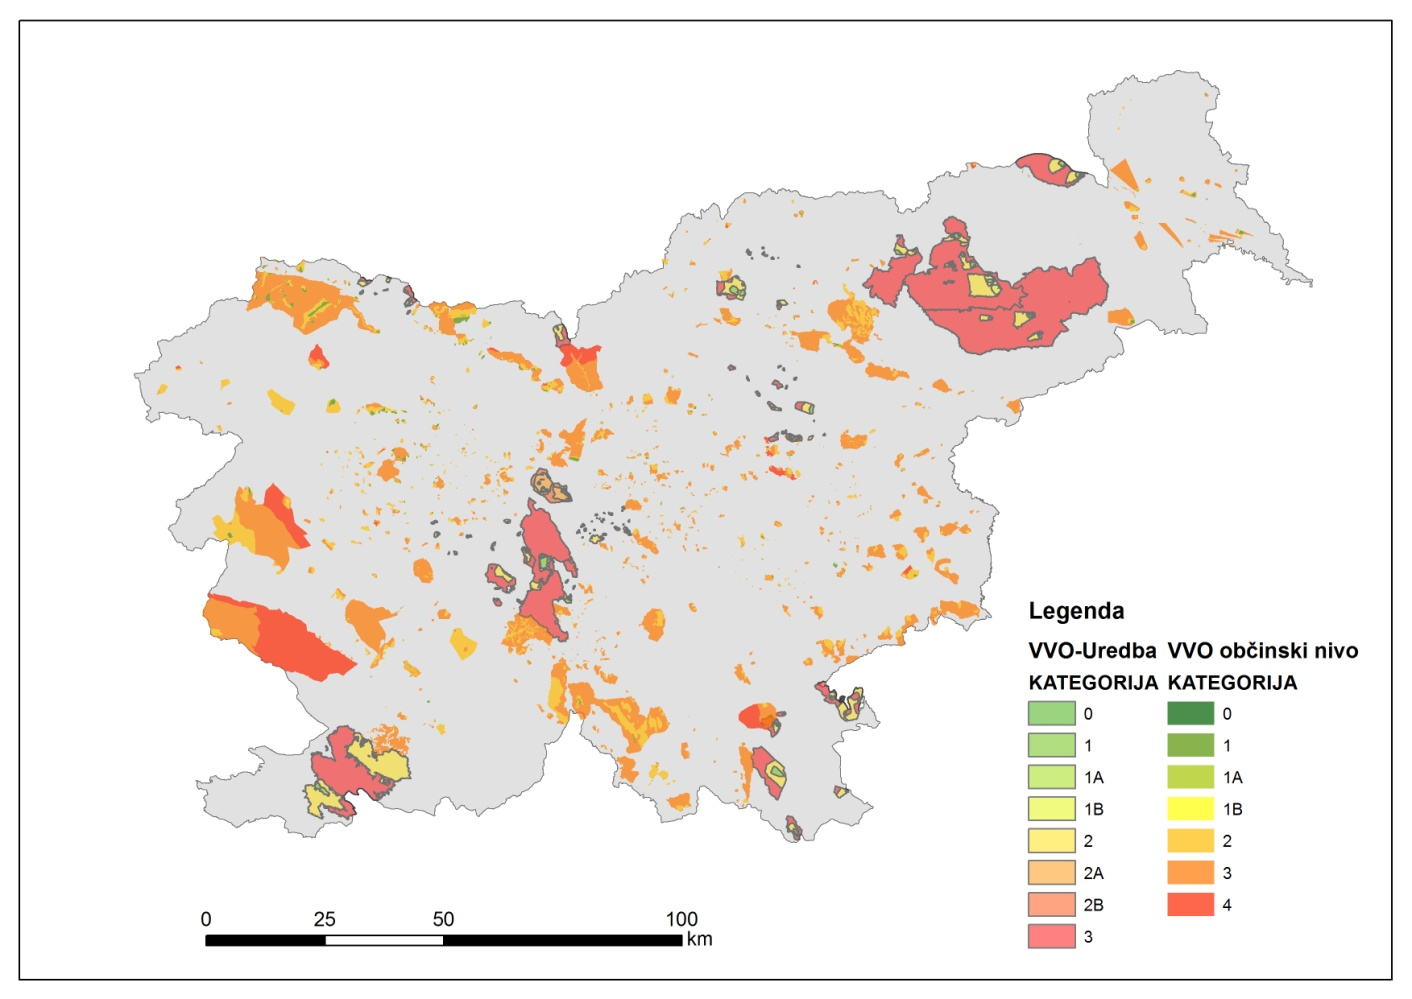 Legenda
VVO-Uredba VVO občinski nivo
KATEGORIJA KATEGORIJA
0 0
1 1
1A 1A
1B 1B
2 2
2A 3
2B 4
3
0 25 50 100
km